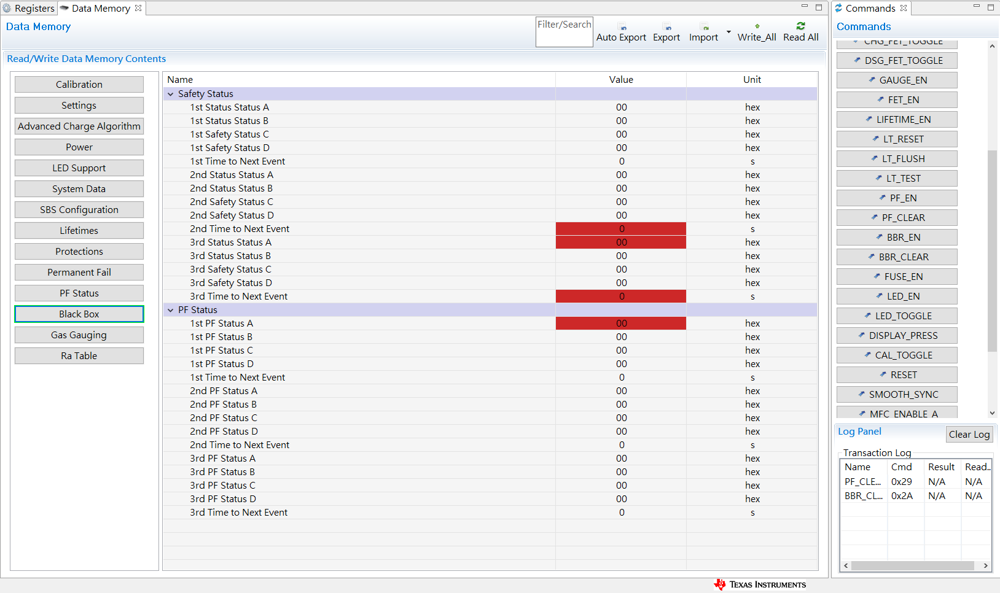 Registers Data Memory
Data Memory
Filter/Search Auto Export Export Import Write_All Read All
Read/Write Data Memory Contents
Calibration
Settings
Advanced Charge Algorithm
Power
LED Support
System Data
SBS Configuration
Lifetimes
Protections
Permanent Fail
PF Status
Black Box
Gas Gauging
Ra Table
Name Value Unit
Safety Status
1st Status Status A 00 hex
1st Status Status B 00 hex
1st Safety Status C 00 hex
1st Safety Status D 00 hex
1st Time to Next Event 0 s
2nd Status Status A 00 hex
2nd Status Status B 00 hex
2nd Safety Status C 00 hex
2nd Safety Status D 00 hex
2nd Time to Next Event 0 s
3rd Status Status A 00 hex
3rd Status Status B 00 hex
3rd Safety Status C 00 hex
3rd Safety Status D 00 hex
3rd Time to Next Event 0 s
PF Status
1st PF Status A 00 hex
1st PF Status B 00 hex
1st PF Status C 00 hex
1st PF Status D 00 hex
1st Time to Next Event 0 s
2nd PF Status A 00 hex
2nd PF Status B 00 hex
2nd PF Status C 00 hex
2nd PF Status D 00 hex
2nd Time to Next Event 0 s
3rd PF Status A 00 hex
3rd PF Status B 00 hex
3rd PF Status C 00 hex
3rd PF Status D 00 hex
3rd Time to Next Event 0 s
Commands
Commands
CHG_FET_TOGGLE
DSG_FET_TOGGLE
GAUGE_EN
FET_EN
LIFETIME_EN
LT_RESET
LT_FLUSH
LT_TEST
PF_EN
PF_CLEAR
BBR_EN
BBR_CLEAR
FUSE_EN
LED_EN
LED_TOGGLE
DISPLAY_PRESS
CAL_TOGGLE
RESET
SMOOTH_SYNC
MFC_ENABLE_A
Log Panel Clear Log
Transaction Log
Name Cmd Result Read..
PF_CLE... 0x29 N/A N/A
BBR_CL... 0x2A N/A N/A
TEXAS INSTRUMENTS